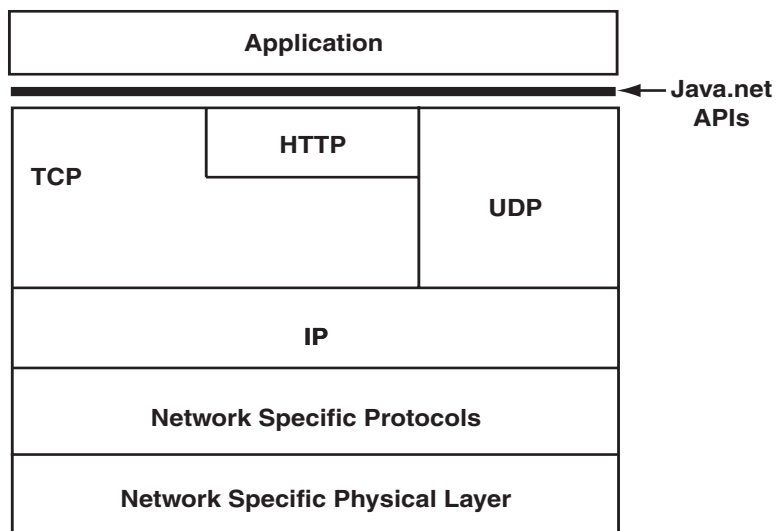 Application
Java.net
APIs
HTTP
TCP
UDP
IP
Network Specific Protocols
Network Specific Physical Layer